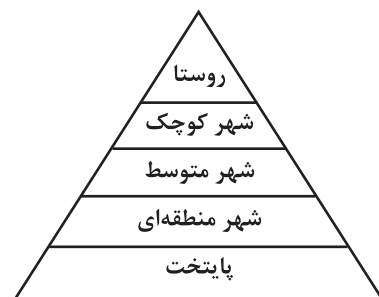 روستا
شهر کوچک
شهر متوسط
شهر منطقه‌ای
پایتخت